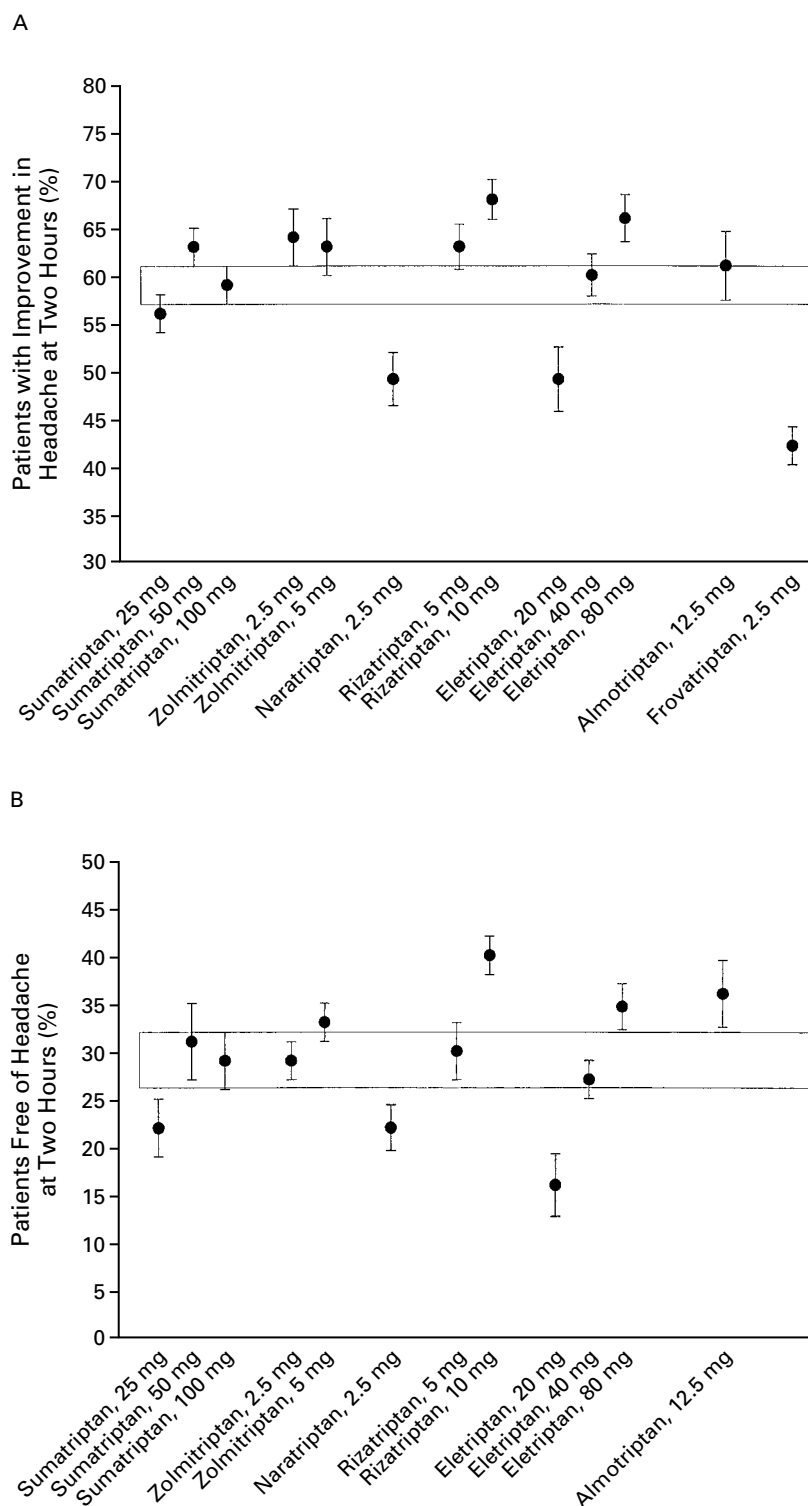 A
Patients with Improvement in
Headache at Two Hours (%)
80
75
70
65
60
55
50
45
40
35
30
Sumatriptan, 25 mg
Sumatriptan, 50 mg
Sumatriptan, 100 mg
Zolmitriptan, 2.5 mg
Zolmitriptan, 5 mg
Naratriptan, 2.5 mg
Rizatriptan, 5 mg
Rizatriptan, 10 mg
Eletriptan, 20 mg
Eletriptan, 40 mg
Eletriptan, 80 mg
Almotriptan, 12.5 mg
Frovatriptan, 2.5 mg
B
Patients Free of Headache
at Two Hours (%)
50
45
40
35
30
25
20
15
10
5
0
Sumatriptan, 25 mg
Sumatriptan, 50 mg
Sumatriptan, 100 mg
Zolmitriptan, 2.5 mg
Zolmitriptan, 5 mg
Naratriptan, 2.5 mg
Rizatriptan, 5 mg
Rizatriptan, 10 mg
Eletriptan, 20 mg
Eletriptan, 40 mg
Eletriptan, 80 mg
Almotriptan, 12.5 mg